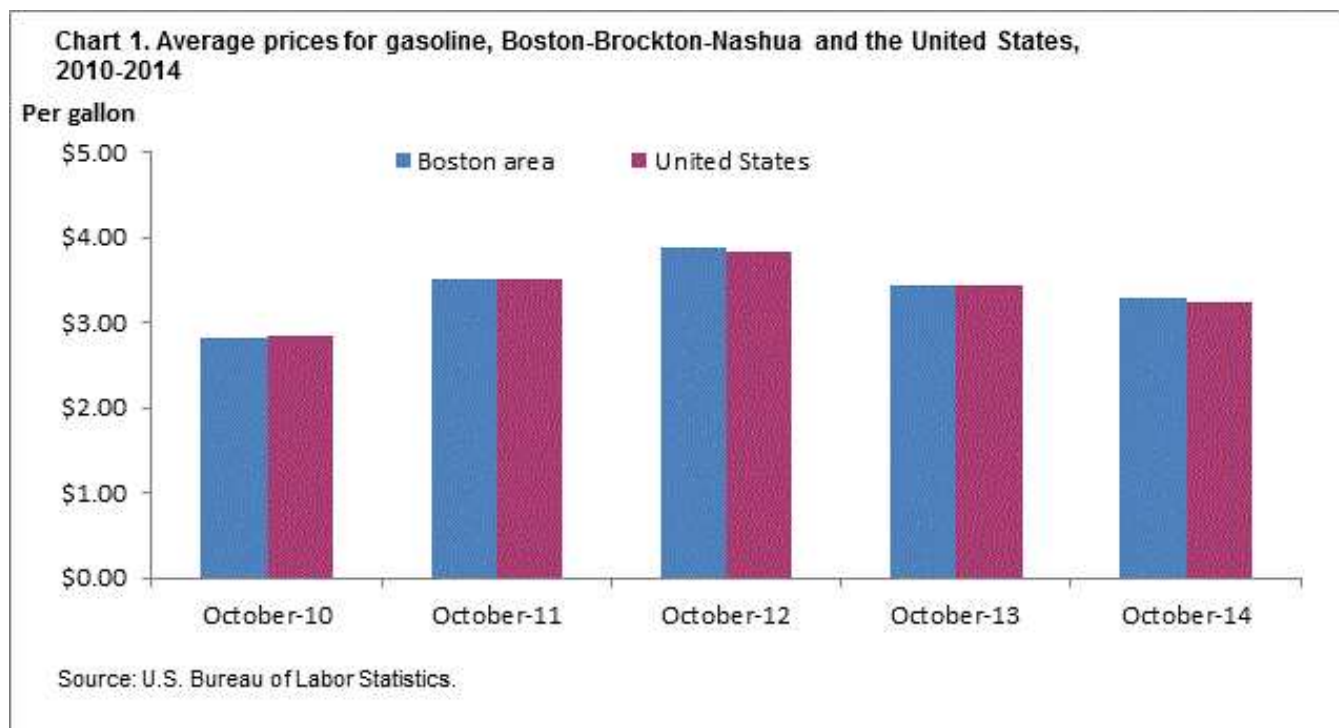 Chart 1. Average prices for gasoline, Boston-Brockton-Nashua and the United States,
2010-2014
Per gallon
$5.00
Boston area
United States
$4.00
$3.00
$2.00
$1.00
$0.00
October-10
October-11
October-12
October-13
October-14
Source: U.S. Bureau of Labor Statistics.